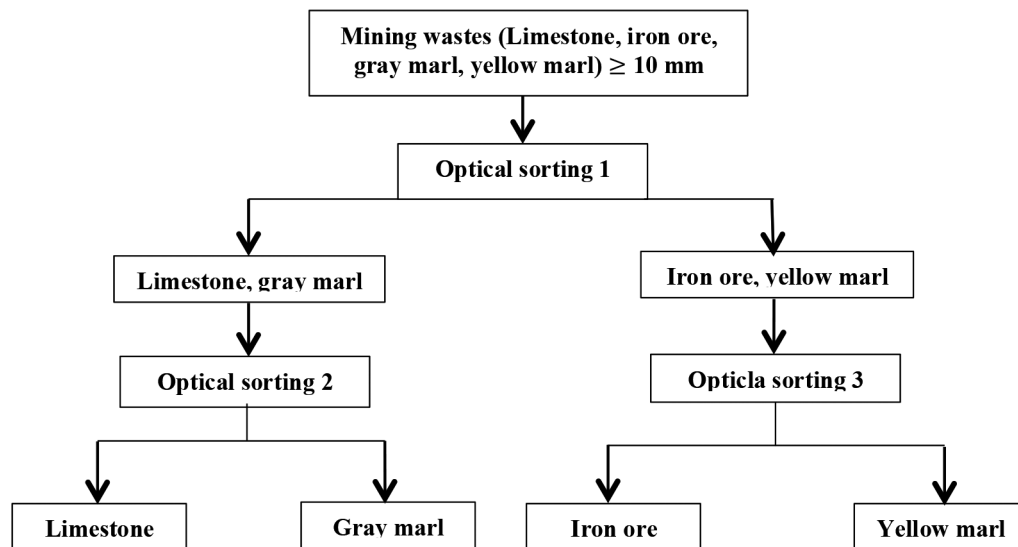 Mining wastes (Limestone, iron ore,
gray marl, yellow marl) ≥ 10 mm
Optical sorting 1
Limestone, gray marl
Iron ore, yellow marl
Optical sorting 2
Opticla sorting 3
Limestone
Gray marl
Iron ore
Yellow marl